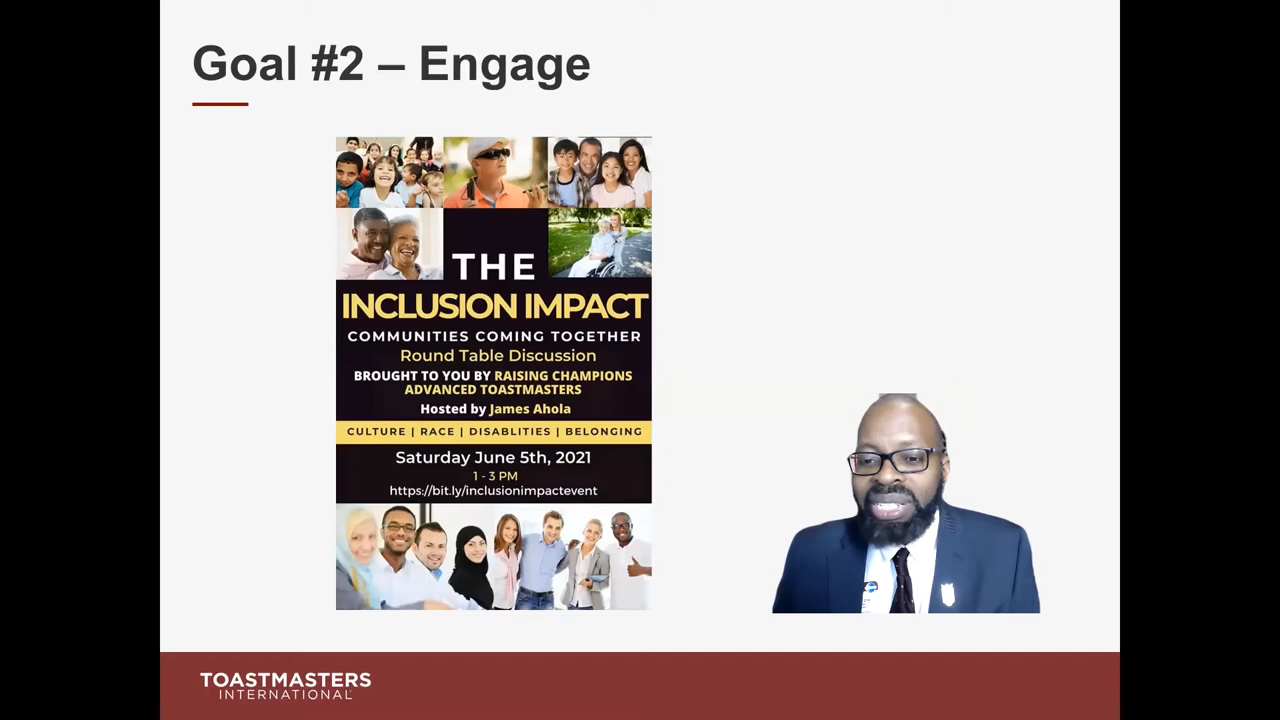 Goal #2 – Engage
THE
INCLUSION IMPACT
COMMUNITIES COMING TOGETHER
Round Table Discussion
BROUGHT TO YOU BY RAISING CHAMPIONS
ADVANCED TOASTMASTERS
Hosted by James Ahola
CULTURE | RACE | DISABLITIES | BELONGING
Saturday June 5th, 2021
1 - 3 PM
https://bit.ly/inclusionimpactevent
TOASTMASTERS
INTERNATIONAL